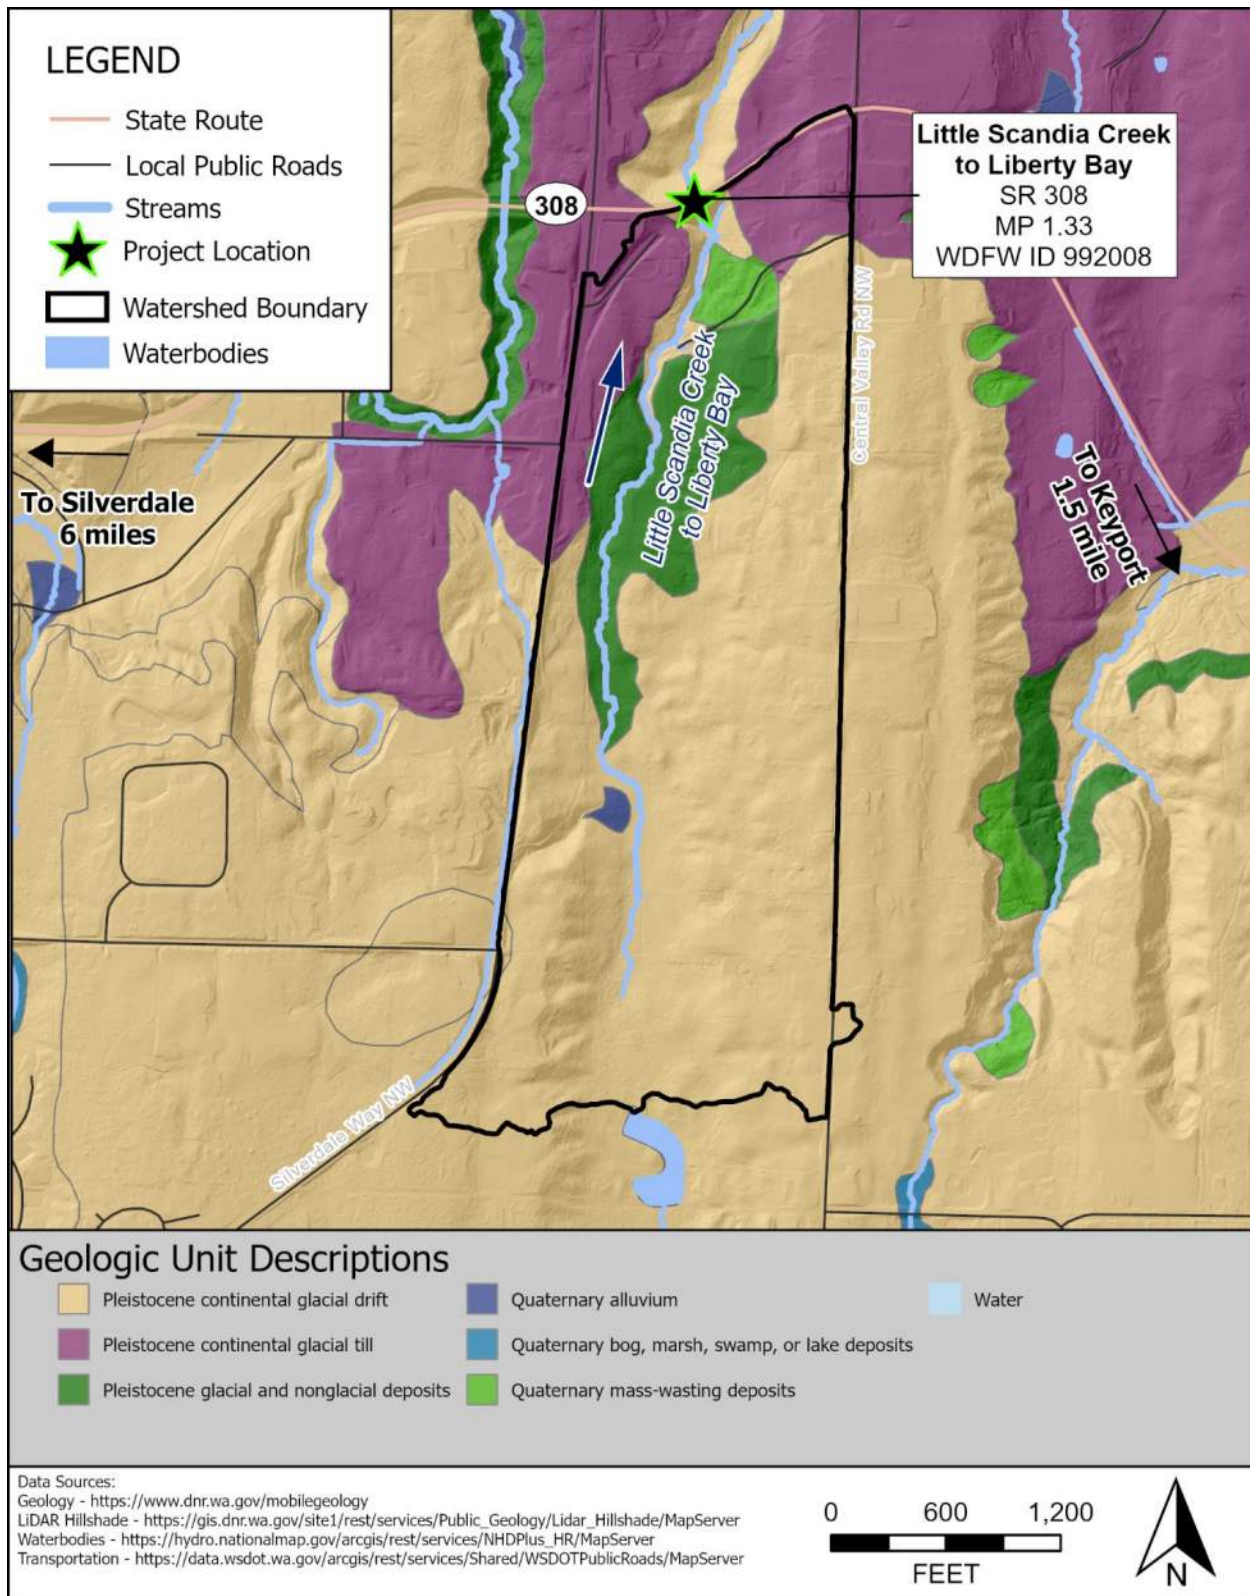 LEGEND
State Route
Local Public Roads
Streams
Project Location
Watershed Boundary
Waterbodies
308
Little Scandia Creek
to Liberty Bay
SR 308
MP 1.33
WDFW ID 992008
Central Valley Rd NW
Little Scandia Creek
to Liberty Bay
To Silverdale
6 miles
To Keyport
1.5 mile
Silverdale Way NW
Geologic Unit Descriptions
Pleistocene continental glacial drift
Pleistocene continental glacial till
Pleistocene glacial and nonglacial deposits
Quaternary alluvium
Quaternary bog, marsh, swamp, or lake deposits
Quaternary mass-wasting deposits
Water
Data Sources:
Geology - https://www.dnr.wa.gov/mobilegeology
LiDAR Hillshade - https://gis.dnr.wa.gov/site1/rest/services/Public_Geology/Lidar_Hillshade/MapServer
Waterbodies - https://hydro.nationalmap.gov/arcgis/rest/services/NHDPlus_HR/MapServer
Transportation - https://data.wsdot.wa.gov/arcgis/rest/services/Shared/WSDOTPublicRoads/MapServer
0 600 1,200
FEET
N